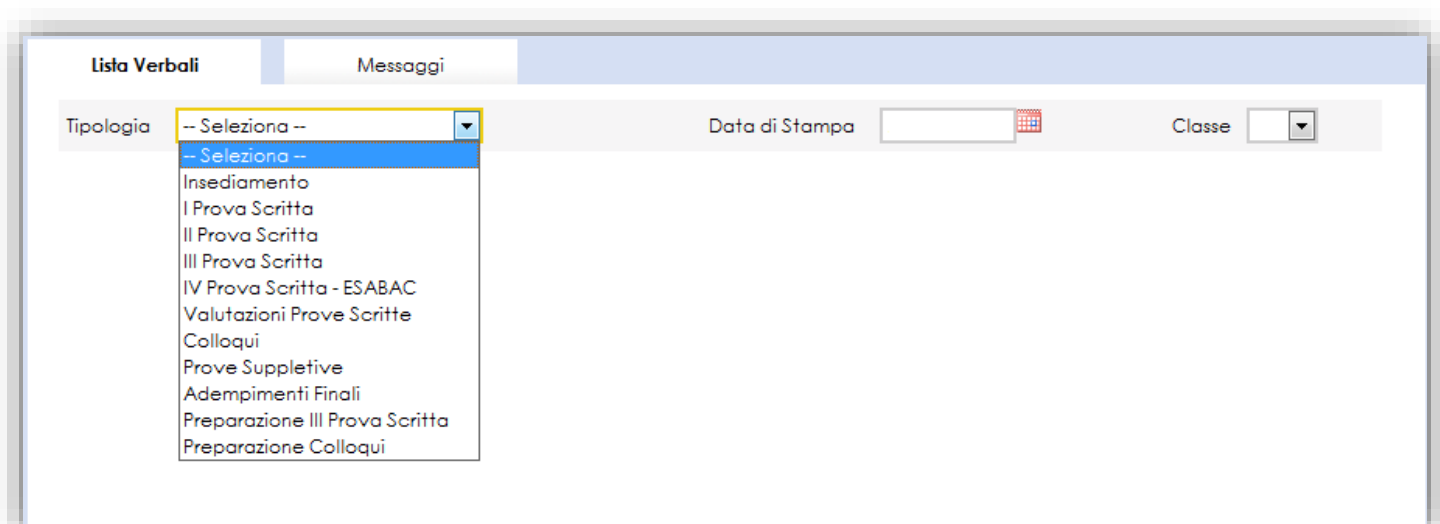 Lista Verbali Messaggi
Tipologia -- Seleziona -- Data di Stampa Classe
-- Seleziona --
Insediamento
I Prova Scritta
II Prova Scritta
III Prova Scritta
IV Prova Scritta - ESABAC
Valutazioni Prove Scritte
Colloqui
Prove Suppletive
Adempimenti Finali
Preparazione III Prova Scritta
Preparazione Colloqui